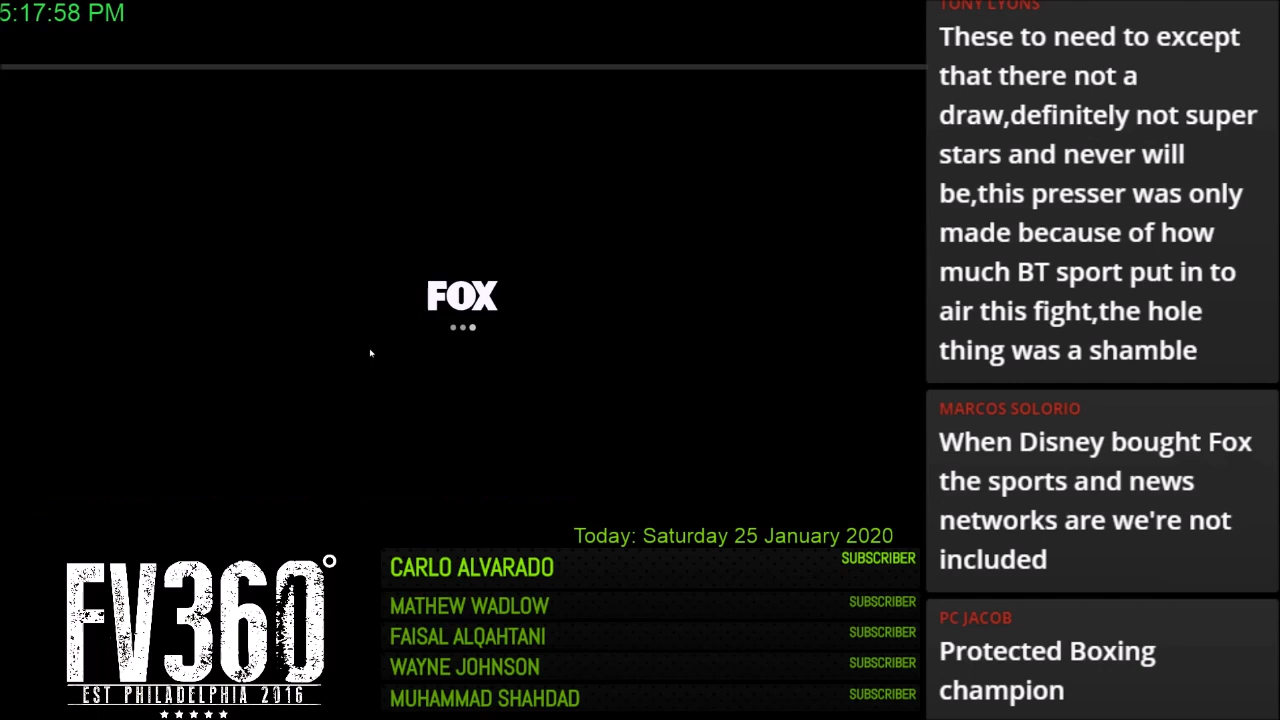 5:17:58 PM
FOX
Today: Saturday 25 January 2020
CARLO ALVARADO SUBSCRIBER
MATHEW WADLOW SUBSCRIBER
FAISAL ALQAHTANI SUBSCRIBER
WAYNE JOHNSON SUBSCRIBER
MUHAMMAD SHAHDAD SUBSCRIBER
FV360°
EST PHILADELPHIA 2016
TONY LYONS
These to need to except
that there not a
draw,definitely not super
stars and never will
be,this presser was only
made because of how
much BT sport put in to
air this fight,the hole
thing was a shamble
MARCOS SOLORIO
When Disney bought Fox
the sports and news
networks are we're not
included
PC JACOB
Protected Boxing
champion